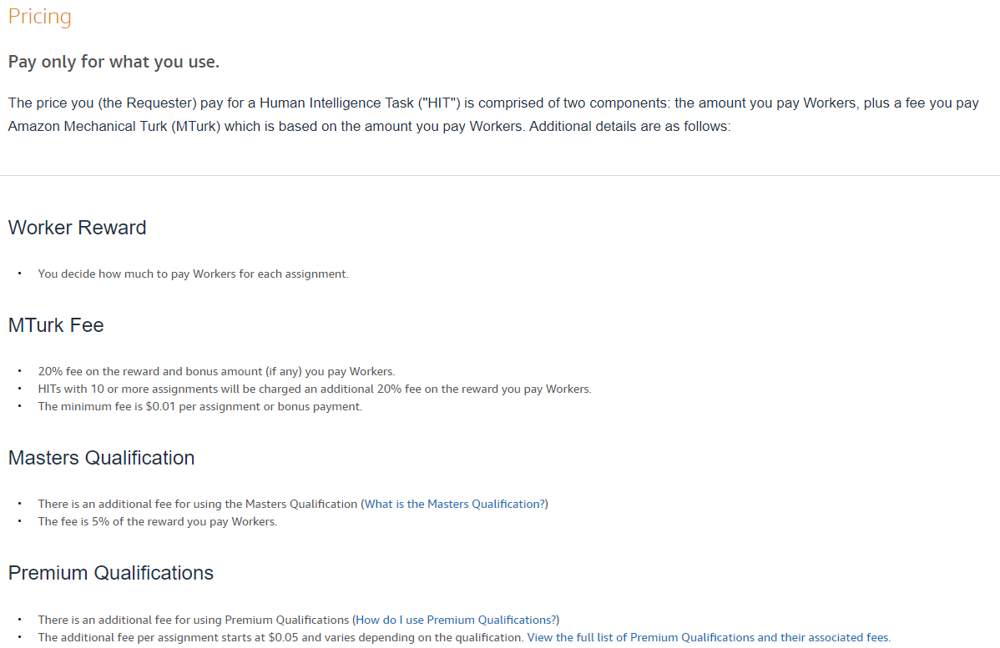 Pricing
Pay only for what you use.
The price you (the Requester) pay for a Human Intelligence Task ("HIT") is comprised of two components: the amount you pay Workers, plus a fee you pay
Amazon Mechanical Turk (MTurk) which is based on the amount you pay Workers. Additional details are as follows:
Worker Reward
• You decide how much to pay Workers for each assignment.
MTurk Fee
• 20% fee on the reward and bonus amount (if any) you pay Workers.
• HITs with 10 or more assignments will be charged an additional 20% fee on the reward you pay Workers.
• The minimum fee is $0.01 per assignment or bonus payment.
Masters Qualification
• There is an additional fee for using the Masters Qualification (What is the Masters Qualification?)
• The fee is 5% of the reward you pay Workers.
Premium Qualifications
• There is an additional fee for using Premium Qualifications (How do I use Premium Qualifications?)
• The additional fee per assignment starts at $0.05 and varies depending on the qualification. View the full list of Premium Qualifications and their associated fees.